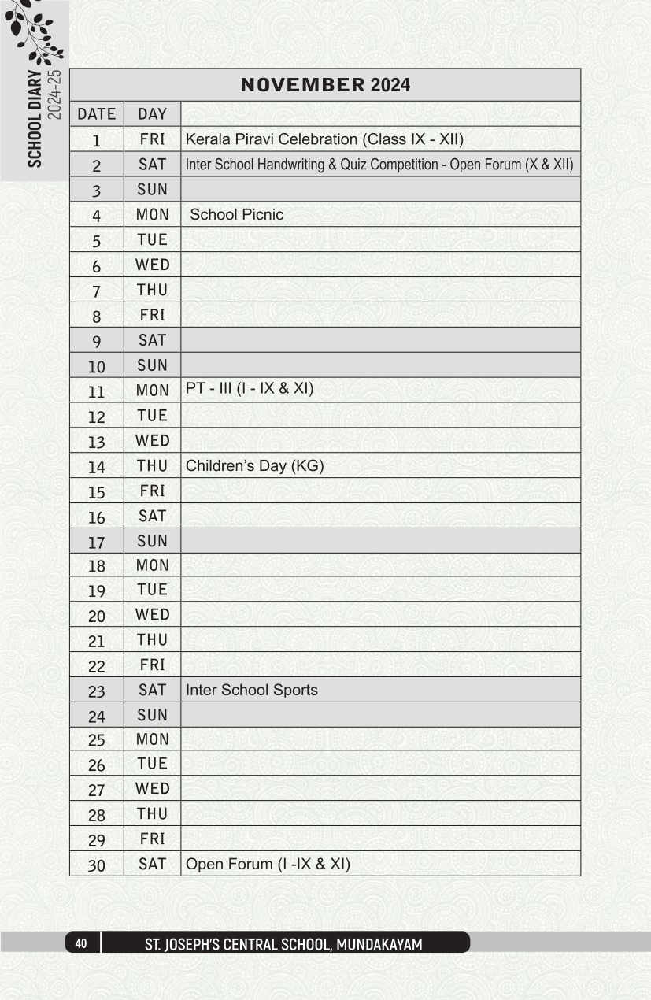 SCHOOL DIARY
2024-25
NOVEMBER 2024
DATE DAY
1 FRI Kerala Piravi Celebration (Class IX - XII)
2 SAT Inter School Handwriting & Quiz Competition - Open Forum (X & XII)
3 SUN
4 MON School Picnic
5 TUE
6 WED
7 THU
8 FRI
9 SAT
10 SUN
11 MON PT - III (I - IX & XI)
12 TUE
13 WED
14 THU Children’s Day (KG)
15 FRI
16 SAT
17 SUN
18 MON
19 TUE
20 WED
21 THU
22 FRI
23 SAT Inter School Sports
24 SUN
25 MON
26 TUE
27 WED
28 THU
29 FRI
30 SAT Open Forum (I -IX & XI)
40 ST. JOSEPH’S CENTRAL SCHOOL, MUNDAKAYAM